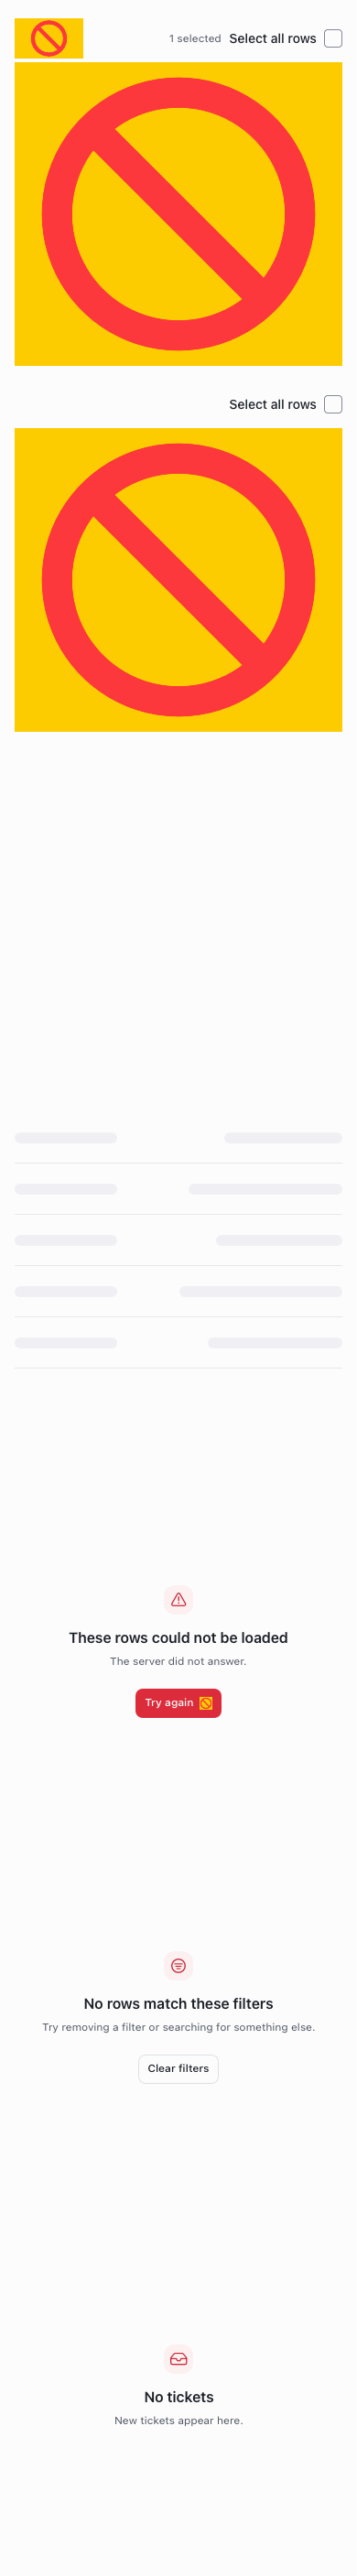 1 selected Select all rows
Select all rows
These rows could not be loaded
The server did not answer.
Try again
No rows match these filters
Try removing a filter or searching for something else.
Clear filters
No tickets
New tickets appear here.